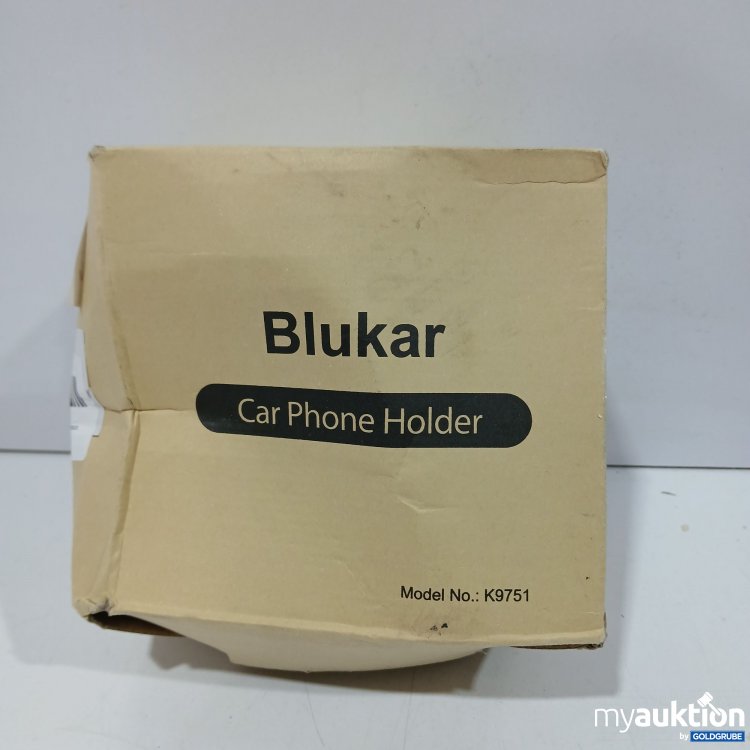 Blukar
Car Phone Holder
Model No.: K9751
myauktion
by GOLDGRUBE